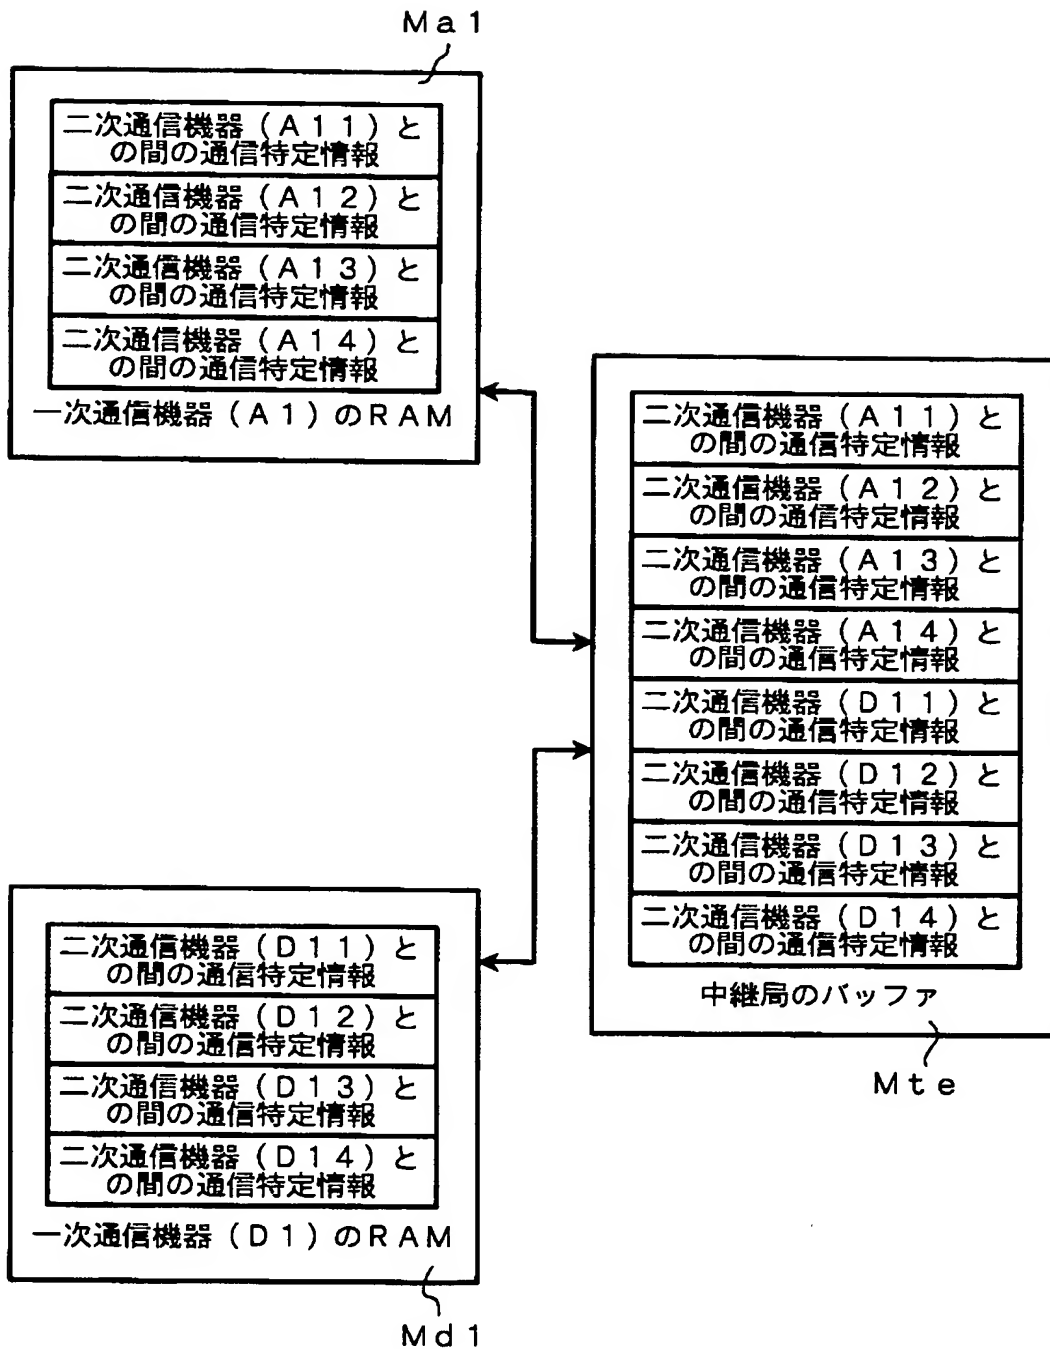 Ma1
二次通信機器(A11)と
の間の通信特定情報
二次通信機器(A12)と
の間の通信特定情報
二次通信機器(A13)と
の間の通信特定情報
二次通信機器(A14)と
の間の通信特定情報
一次通信機器(A1)のRAM
二次通信機器(A11)と
の間の通信特定情報
二次通信機器(A12)と
の間の通信特定情報
二次通信機器(A13)と
の間の通信特定情報
二次通信機器(A14)と
の間の通信特定情報
二次通信機器(D11)と
の間の通信特定情報
二次通信機器(D12)と
の間の通信特定情報
二次通信機器(D13)と
の間の通信特定情報
二次通信機器(D14)と
の間の通信特定情報
中継局のバッファ
Mte
二次通信機器(D11)と
の間の通信特定情報
二次通信機器(D12)と
の間の通信特定情報
二次通信機器(D13)と
の間の通信特定情報
二次通信機器(D14)と
の間の通信特定情報
一次通信機器(D1)のRAM
Md1